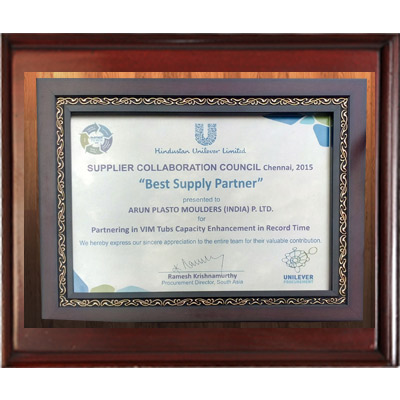 Hindustan Unilever Limited
SUPPLIER COLLABORATION COUNCIL Chennai, 2015
"Best Supply Partner"
presented to
ARUN PLASTO MOULDERS (INDIA) P. LTD.
for
Partnering in VIM Tubs Capacity Enhancement in Record Time
We hereby express our sincere appreciation to the entire team for their valuable contribution.
Ramesh Krishnamurthy
Procurement Director, South Asia
UNILEVER
PROCUREMENT